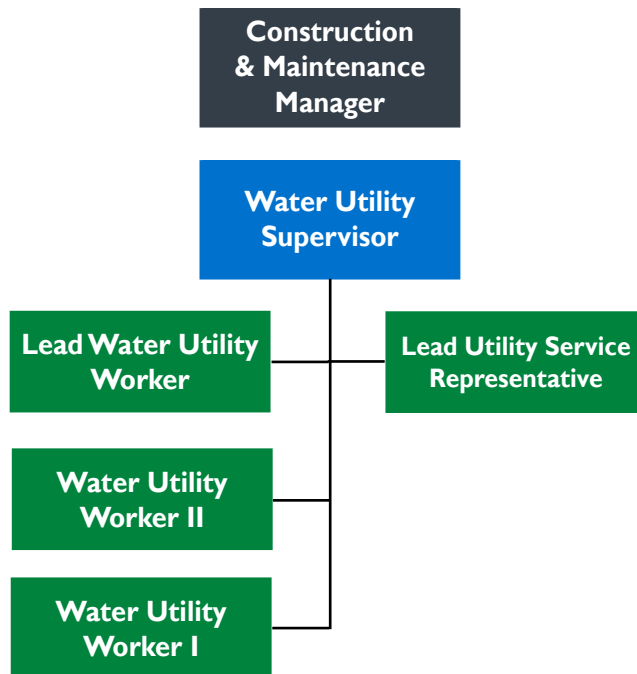 Construction
& Maintenance
Manager
Water Utility
Supervisor
Lead Water Utility
Worker
Lead Utility Service
Representative
Water Utility
Worker II
Water Utility
Worker I